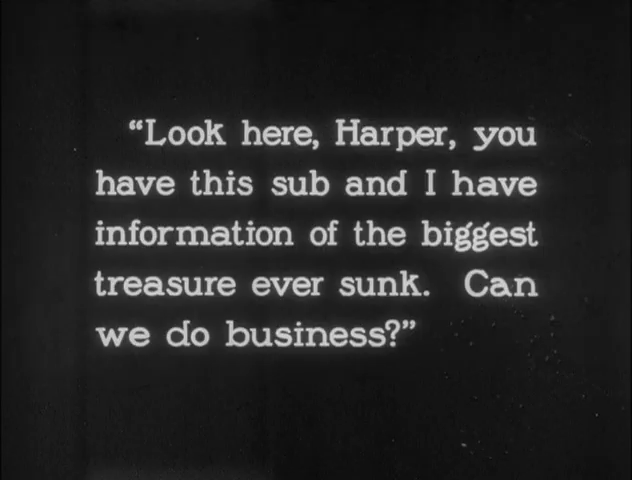 “Look here, Harper, you
have this sub and I have
information of the biggest
treasure ever sunk.  Can
we do business?”